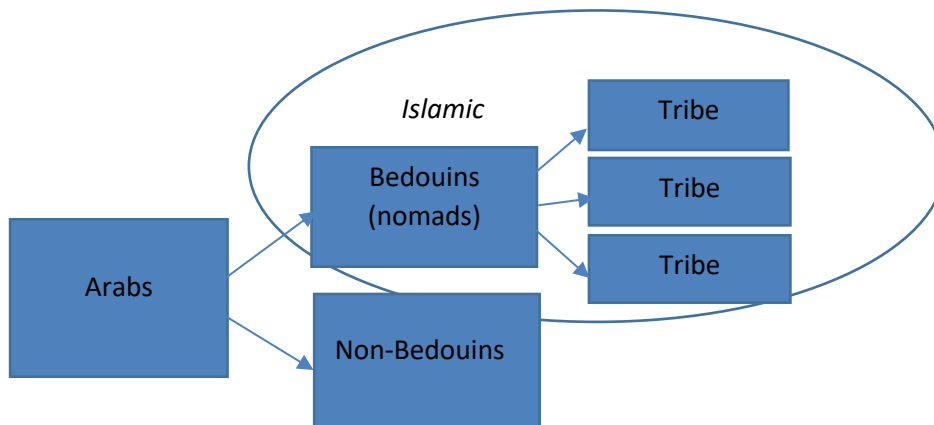 Islamic
Tribe
Bedouins
(nomads)
Tribe
Tribe
Arabs
Non-Bedouins